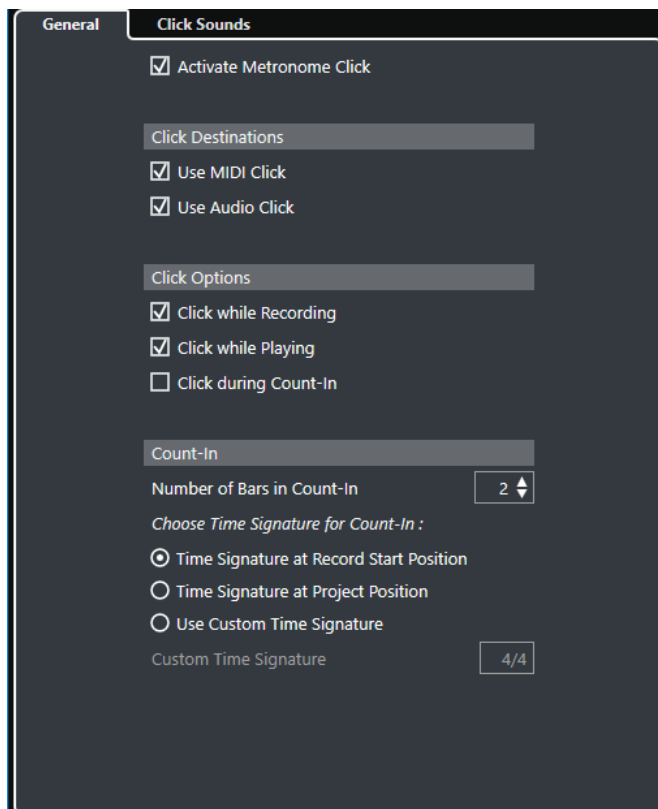 General Click Sounds
Activate Metronome Click
Click Destinations
Use MIDI Click
Use Audio Click
Click Options
Click while Recording
Click while Playing
Click during Count-In
Count-In
Number of Bars in Count-In 2
Choose Time Signature for Count-In :
Time Signature at Record Start Position
Time Signature at Project Position
Use Custom Time Signature
Custom Time Signature 4/4